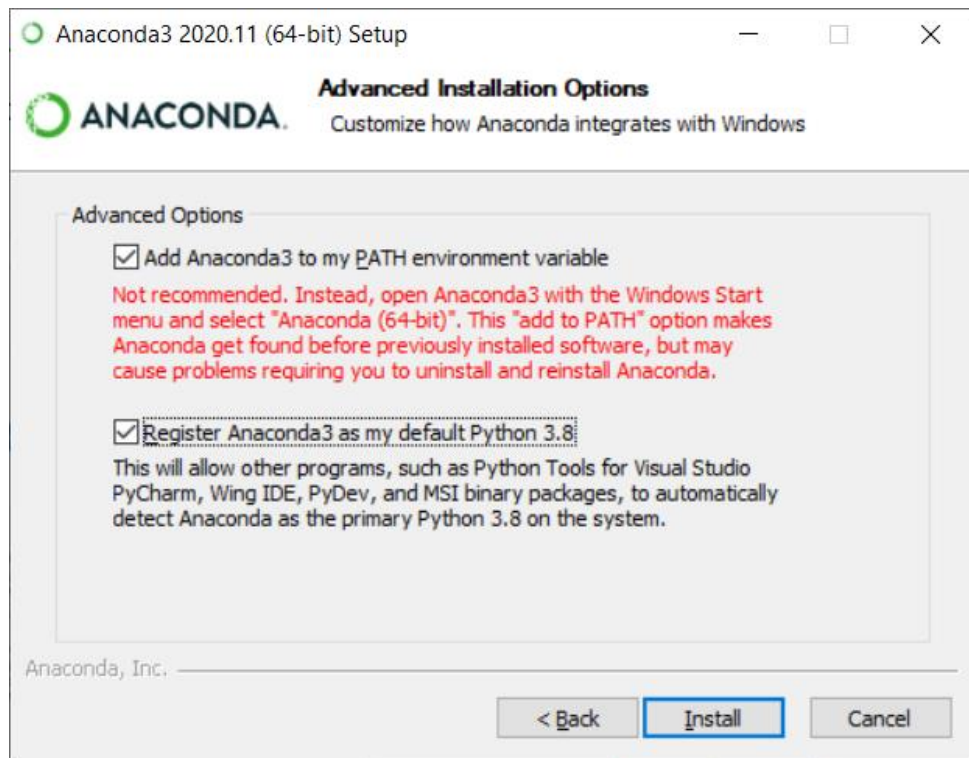 Anaconda3 2020.11 (64-bit) Setup
ANACONDA.
Advanced Installation Options
Customize how Anaconda integrates with Windows
Advanced Options
Add Anaconda3 to my PATH environment variable
Not recommended. Instead, open Anaconda3 with the Windows Start
menu and select "Anaconda (64-bit)". This "add to PATH" option makes
Anaconda get found before previously installed software, but may
cause problems requiring you to uninstall and reinstall Anaconda.
Register Anaconda3 as my default Python 3.8
This will allow other programs, such as Python Tools for Visual Studio
PyCharm, Wing IDE, PyDev, and MSI binary packages, to automatically
detect Anaconda as the primary Python 3.8 on the system.
Anaconda, Inc.
< Back
Install
Cancel